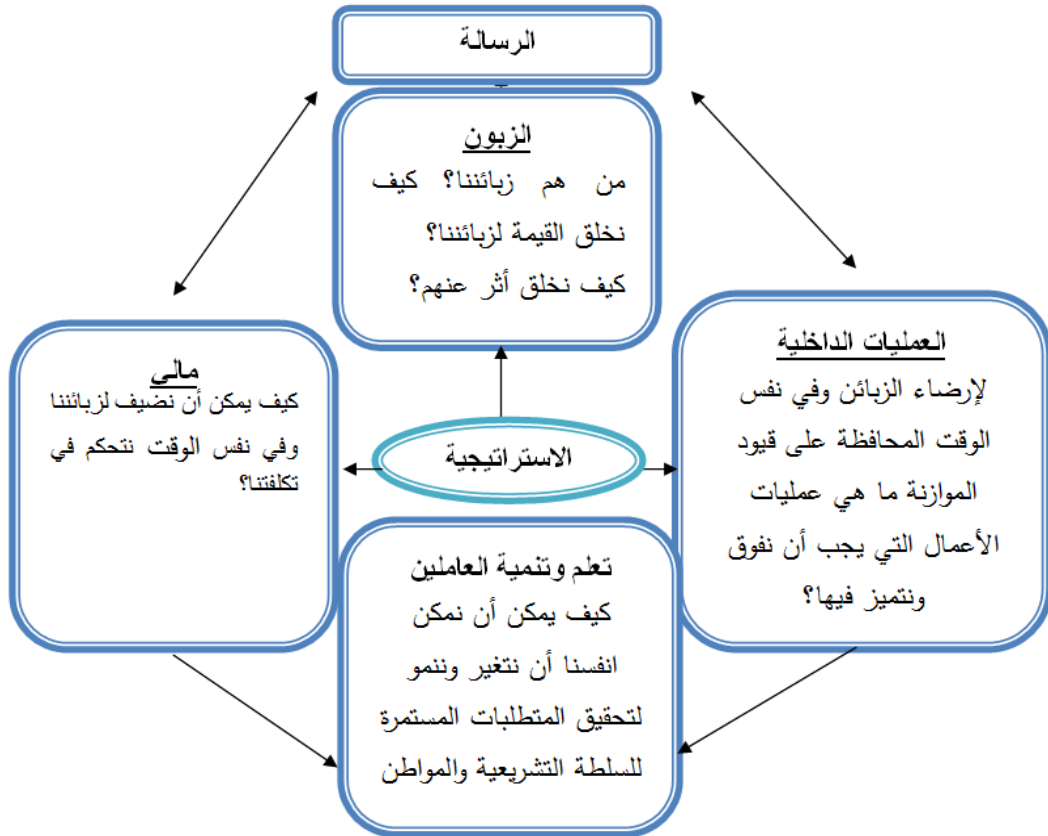 الرسالة
الزبون
من هم زبائننا؟ كيف
نخلق القيمة لزبائننا؟
كيف نخلق أثر عنهم؟
العمليات الداخلية
لإرضاء الزبائن وفي نفس
الوقت المحافظة على قيود
الموازنة ما هي عمليات
الأعمال التي يجب أن نفوق
ونتميز فيها؟
مالي
كيف يمكن أن نضيف لزبائننا
وفي نفس الوقت نتحكم في
تكلفتنا؟
الاستراتيجية
تعلم وتنمية العاملين
كيف يمكن أن نمكن
انفسنا أن نتغير وننمو
لتحقيق المتطلبات المستمرة
للسلطة التشريعية والمواطن